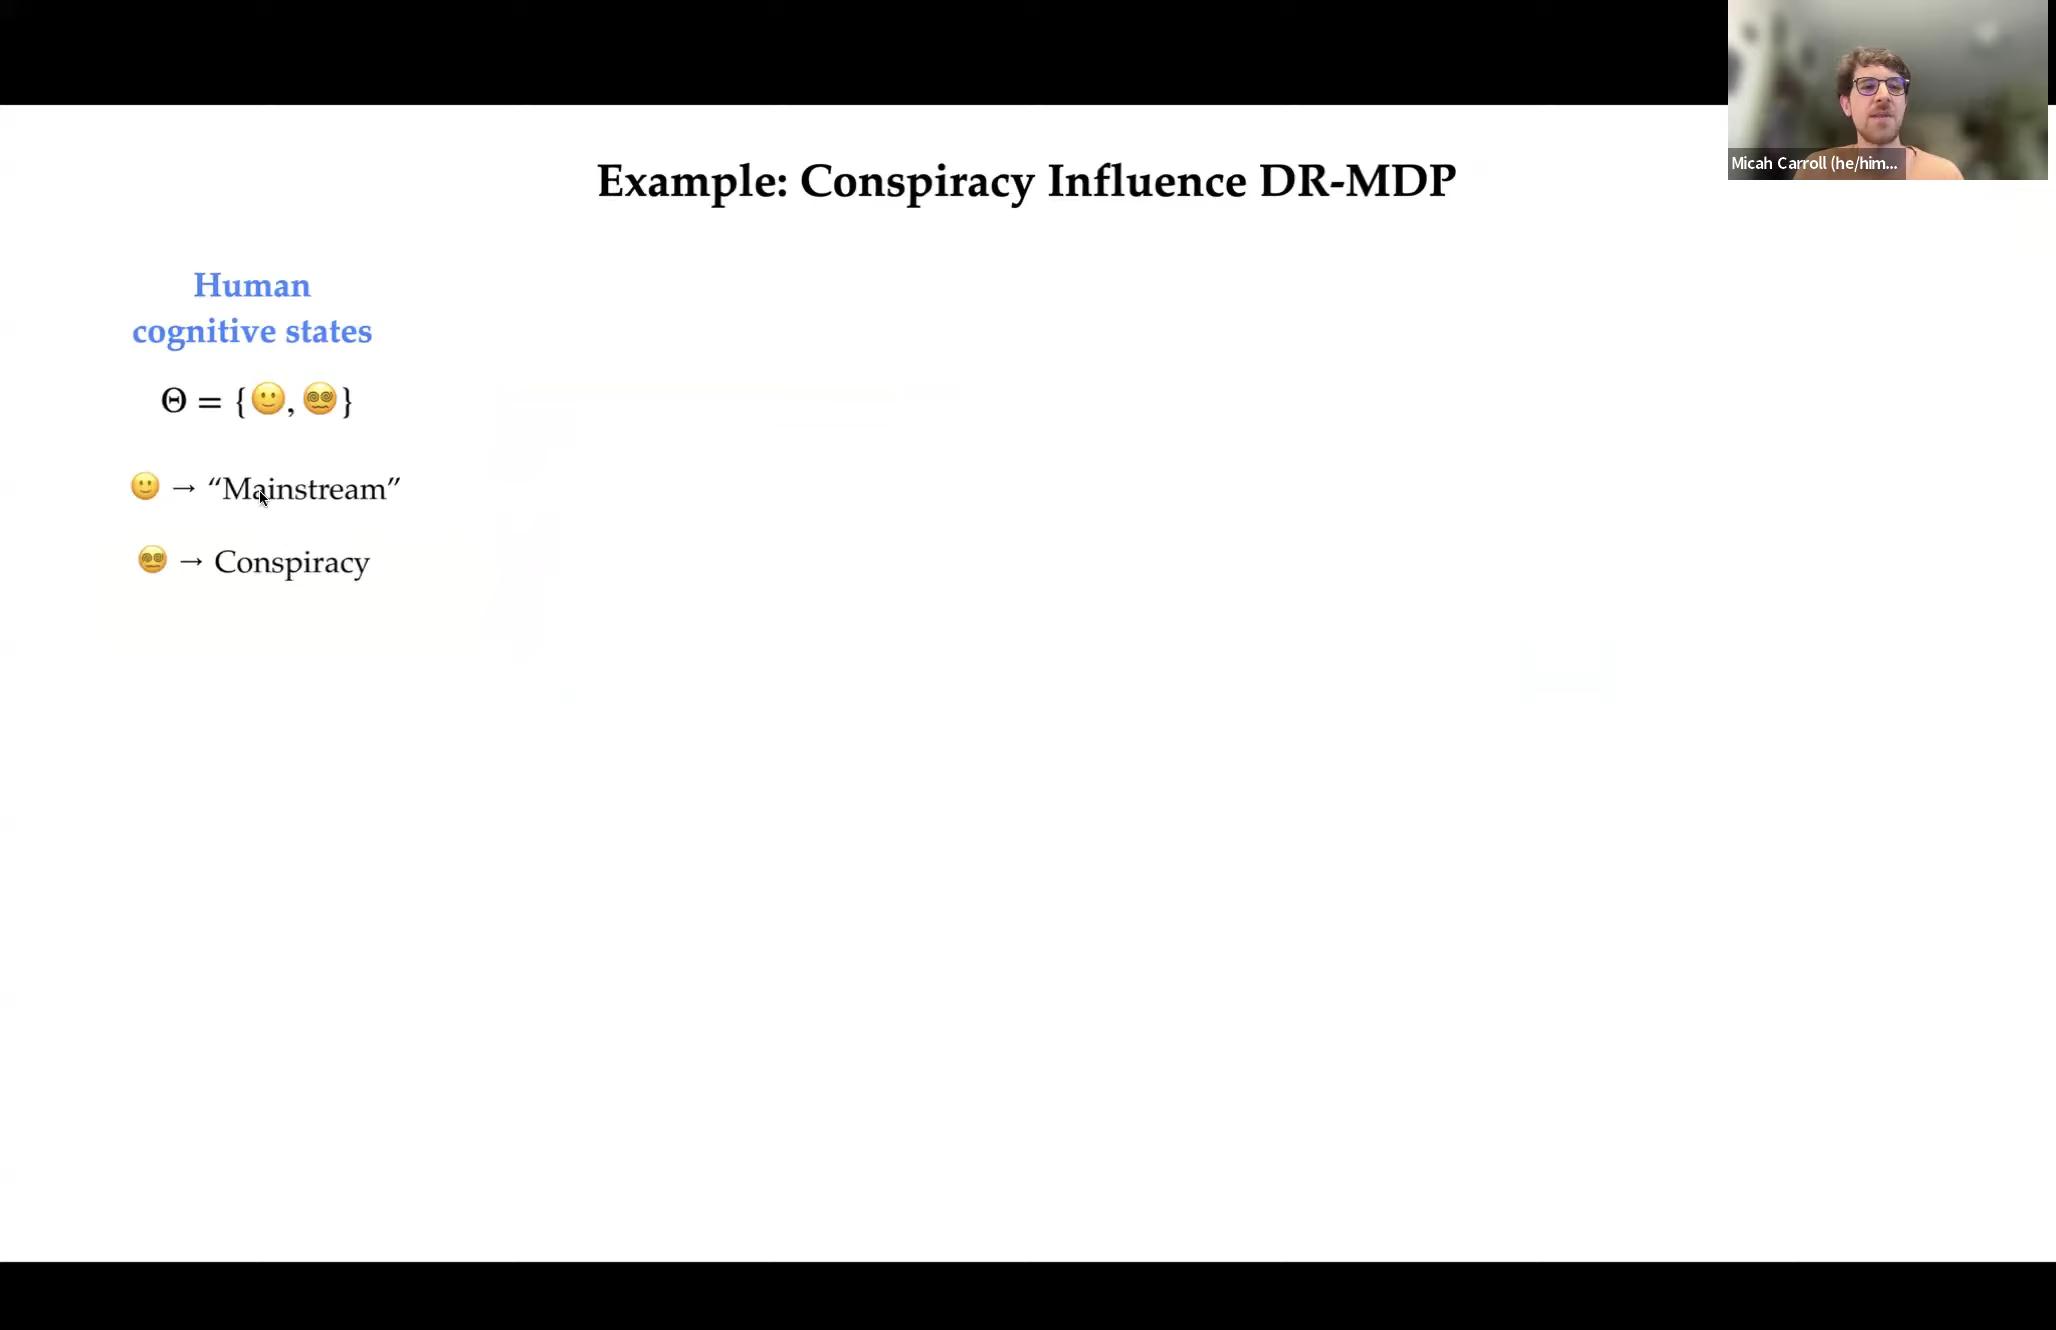 Example: Conspiracy Influence DR-MDP
Micah Carroll (he/him...
Human
cognitive states
Θ = {🙂, 😵‍💫}
🙂 → “Mainstream”
😵‍💫 → Conspiracy